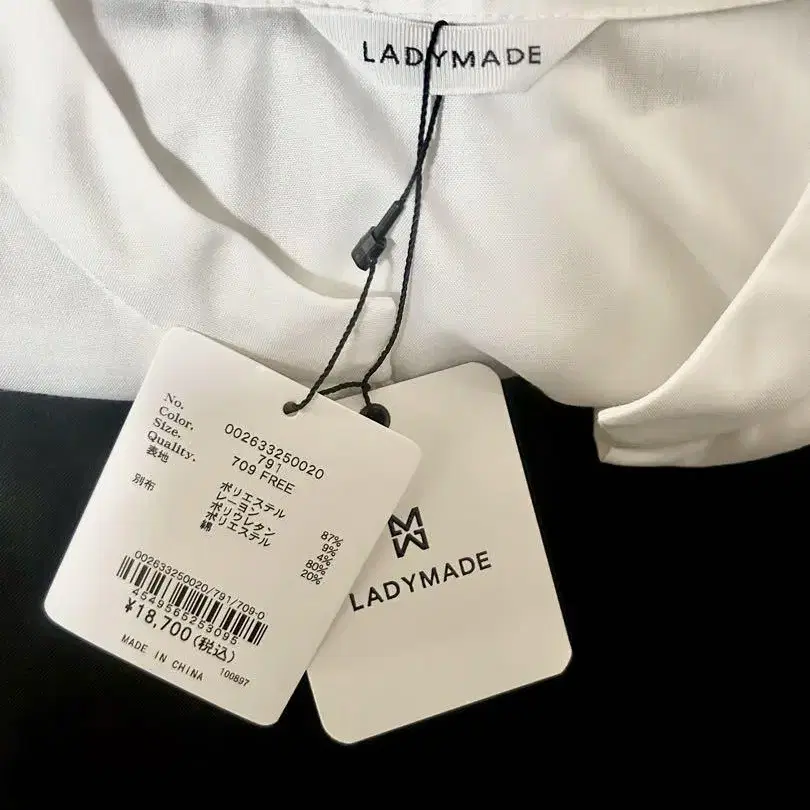 LADYMADE
No. 002633250020
Color. 791
Size. 709 FREE
Quality.
表地 ポリエステル 87%
レーヨン 9%
ポリウレタン 4%
別布 ポリエステル 80%
綿 20%
002633250020/791/709-0
4549565253095
¥18,700(税込)
MADE IN CHINA 100897
LADYMADE